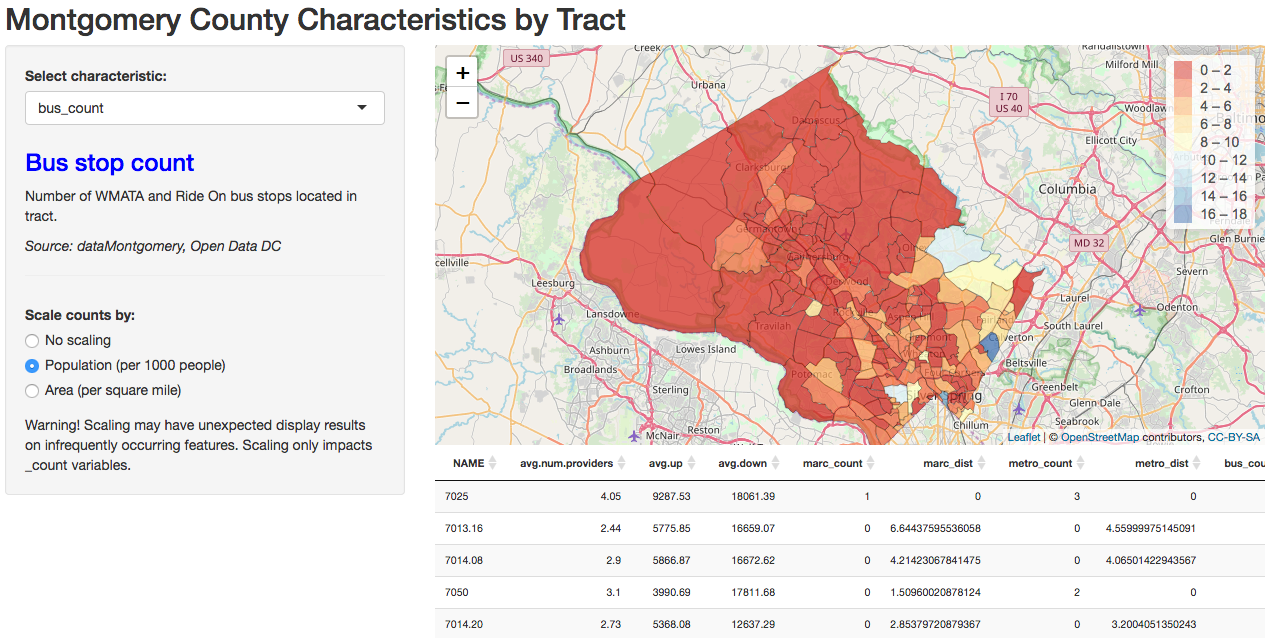 Montgomery County Characteristics by Tract
Select characteristic:
bus_count
Bus stop count
Number of WMATA and Ride On bus stops located in
tract.
Source: dataMontgomery, Open Data DC
Scale counts by:
No scaling
Population (per 1000 people)
Area (per square mile)
Warning! Scaling may have unexpected display results
on infrequently occurring features. Scaling only impacts
_count variables.
+
−
US 340
Creek
Urbana
Randallstown
Milford Mill
I 70
US 40
Woodlawn
Ellicott City
Columbia
MD 32
Glen Burnie
Severn
Odenton
Laurel
South Laurel
Beltsville
Greenbelt
Glenn Dale
Seabrook
Crofton
Chillum
Damascus
Clarksburg
Germantown
Gaithersburg
Derwood
Rockville
Travilah
Potomac
Leesburg
Lansdowne
Ashburn
Broadlands
Lowes Island
Sterling
Reston
McNair
0 – 2
2 – 4
4 – 6
6 – 8
8 – 10
10 – 12
12 – 14
14 – 16
16 – 18
Leaflet | © OpenStreetMap contributors, CC-BY-SA
NAME avg.num.providers avg.up avg.down marc_count marc_dist metro_count metro_dist bus_cou
7025 4.05 9287.53 18061.39 1 0 3 0
7013.16 2.44 5775.85 16659.07 0 6.64437595536058 0 4.55999975145091
7014.08 2.9 5866.87 16672.62 0 4.21423067841475 0 4.06501422943567
7050 3.1 3990.69 17811.68 0 1.50960020878124 2 0
7014.20 2.73 5368.08 12637.29 0 2.85379720879367 0 3.2004051350243